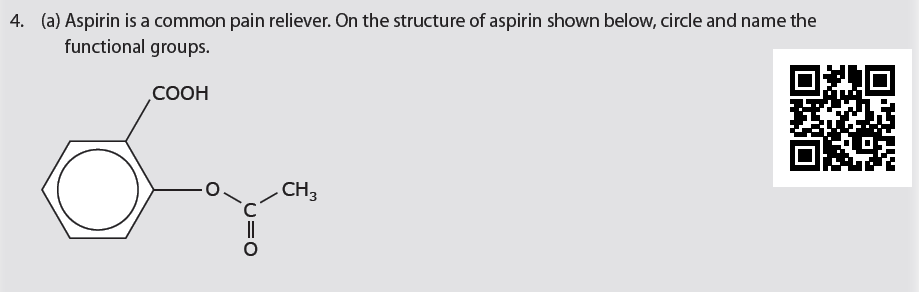 4. (a) Aspirin is a common pain reliever. On the structure of aspirin shown below, circle and name the
functional groups.
COOH
O
CH₃
C
O